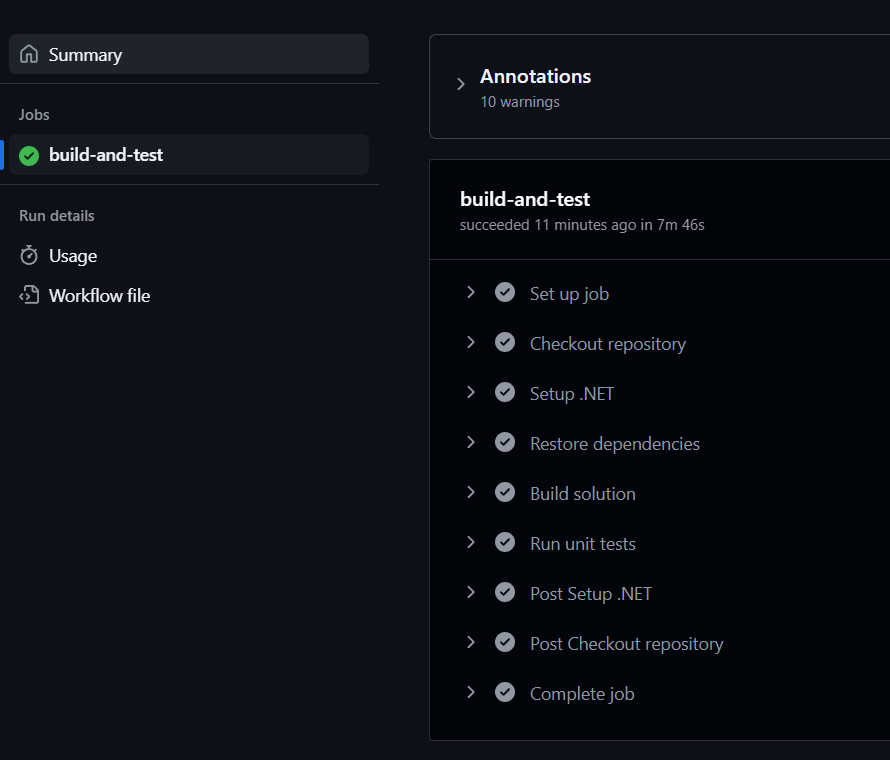 Summary
Jobs
build-and-test
Run details
Usage
Workflow file
Annotations
10 warnings
build-and-test
succeeded 11 minutes ago in 7m 46s
Set up job
Checkout repository
Setup .NET
Restore dependencies
Build solution
Run unit tests
Post Setup .NET
Post Checkout repository
Complete job